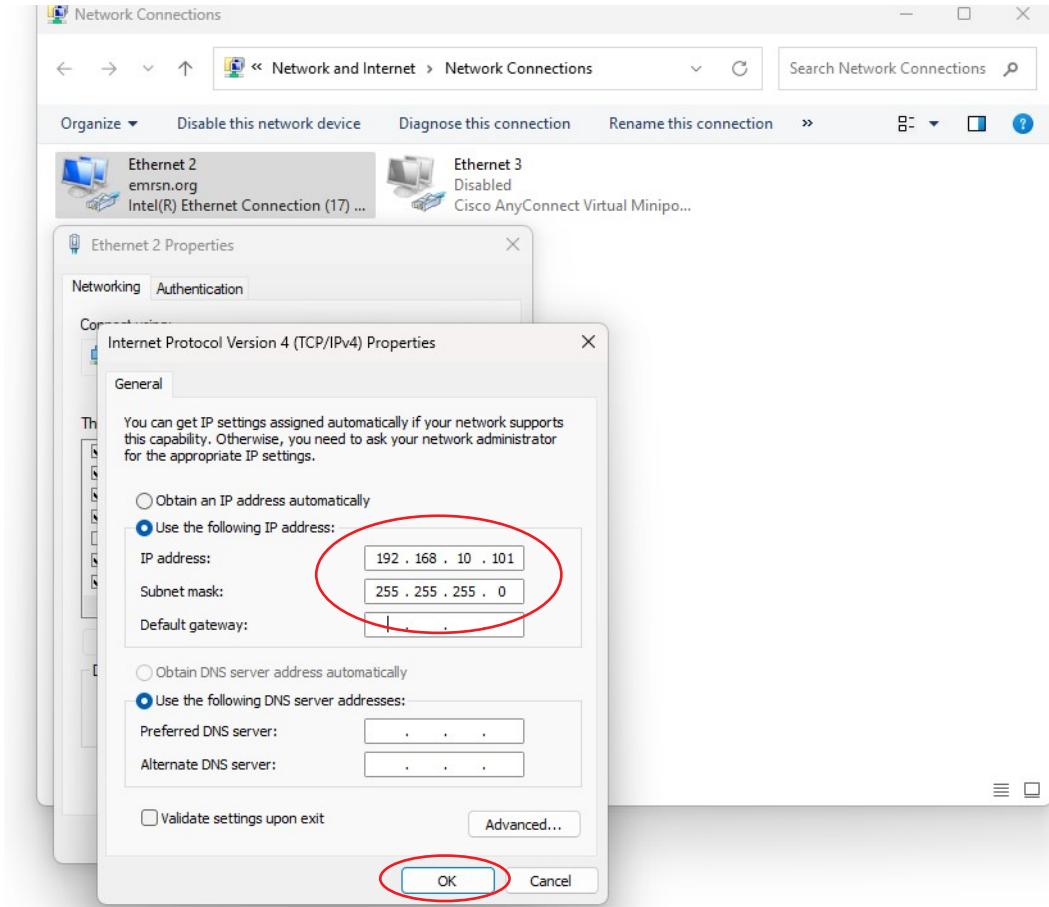 Network Connections
« Network and Internet > Network Connections
Search Network Connections
Organize Disable this network device Diagnose this connection Rename this connection »
Ethernet 2
emrsn.org
Intel(R) Ethernet Connection (17) ...
Ethernet 3
Disabled
Cisco AnyConnect Virtual Minipo...
Ethernet 2 Properties
Networking Authentication
Internet Protocol Version 4 (TCP/IPv4) Properties
General
You can get IP settings assigned automatically if your network supports
this capability. Otherwise, you need to ask your network administrator
for the appropriate IP settings.
Obtain an IP address automatically
Use the following IP address:
IP address: 192 . 168 . 10 . 101
Subnet mask: 255 . 255 . 255 . 0
Default gateway: . . .
Obtain DNS server address automatically
Use the following DNS server addresses:
Preferred DNS server: . . .
Alternate DNS server: . . .
Validate settings upon exit
Advanced...
OK Cancel